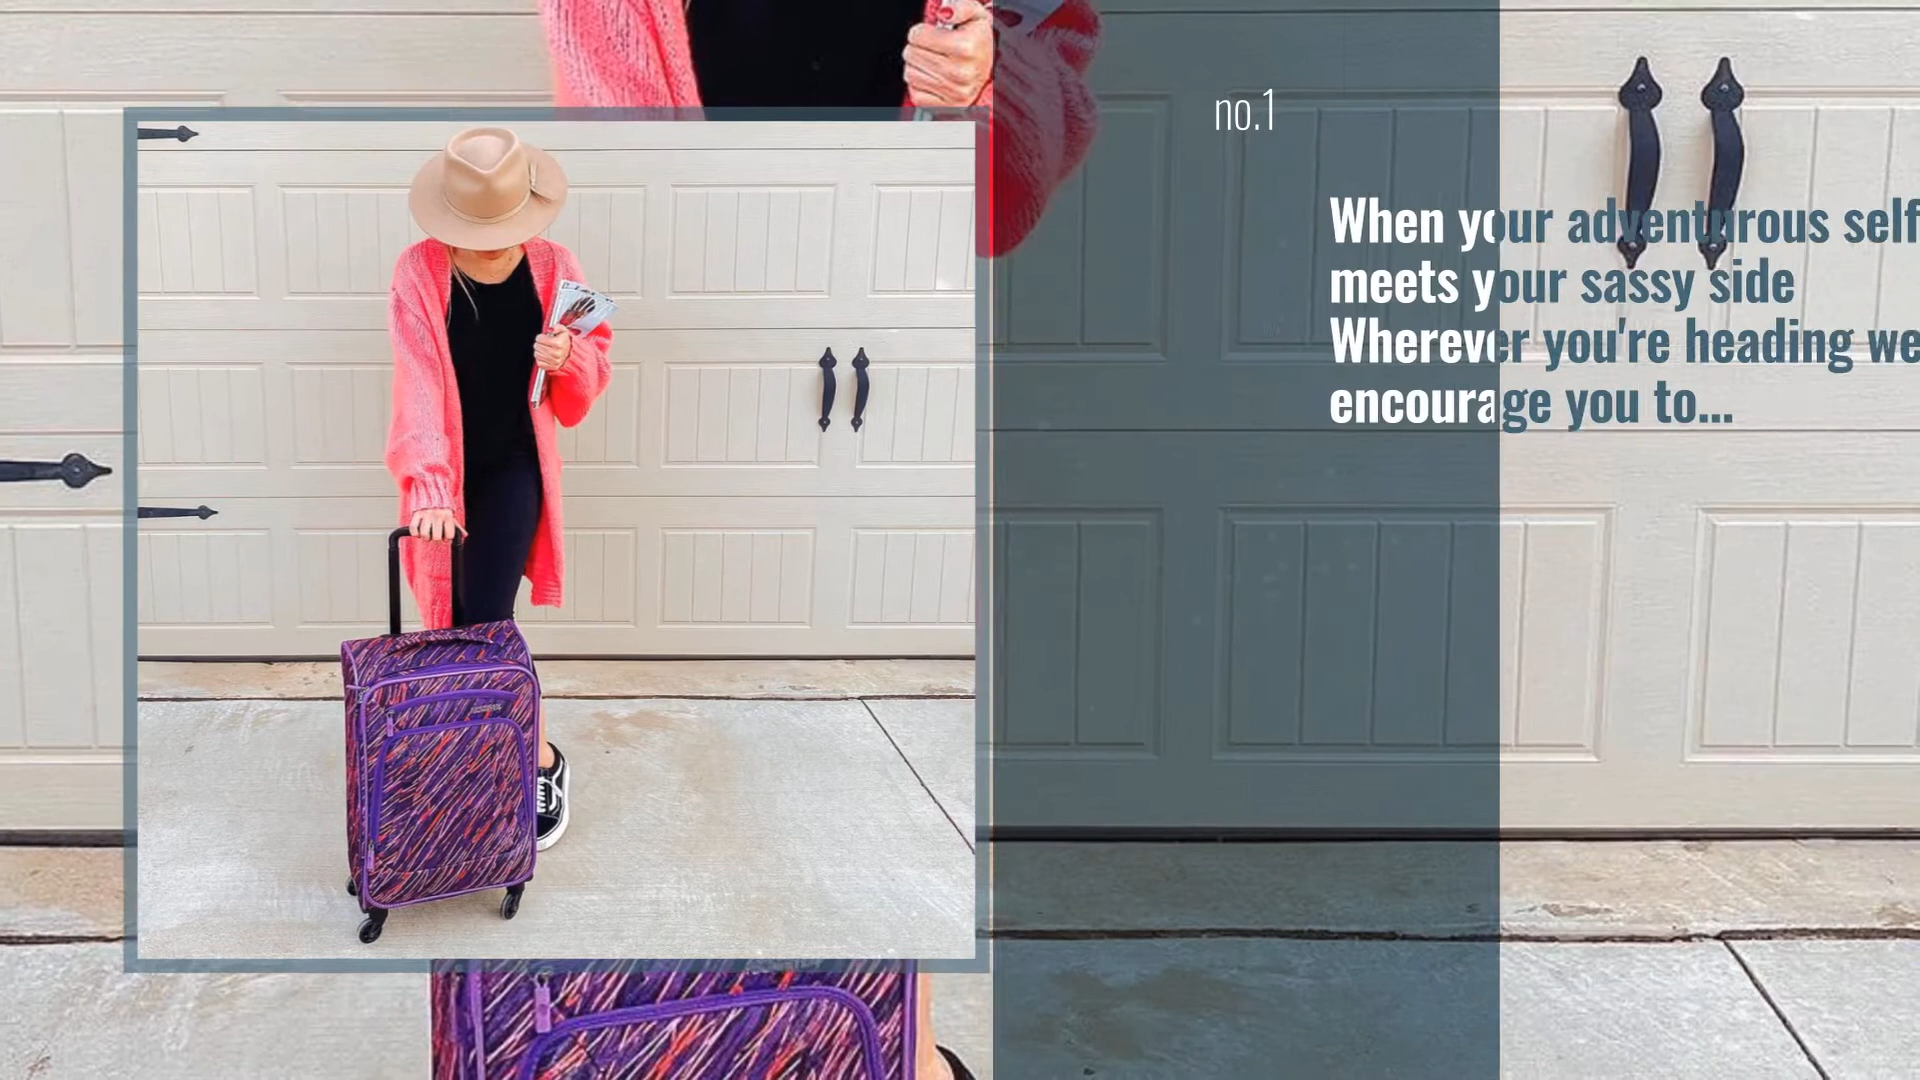 no.1
When your adventurous self
meets your sassy side
Wherever you're heading we
encourage you to...